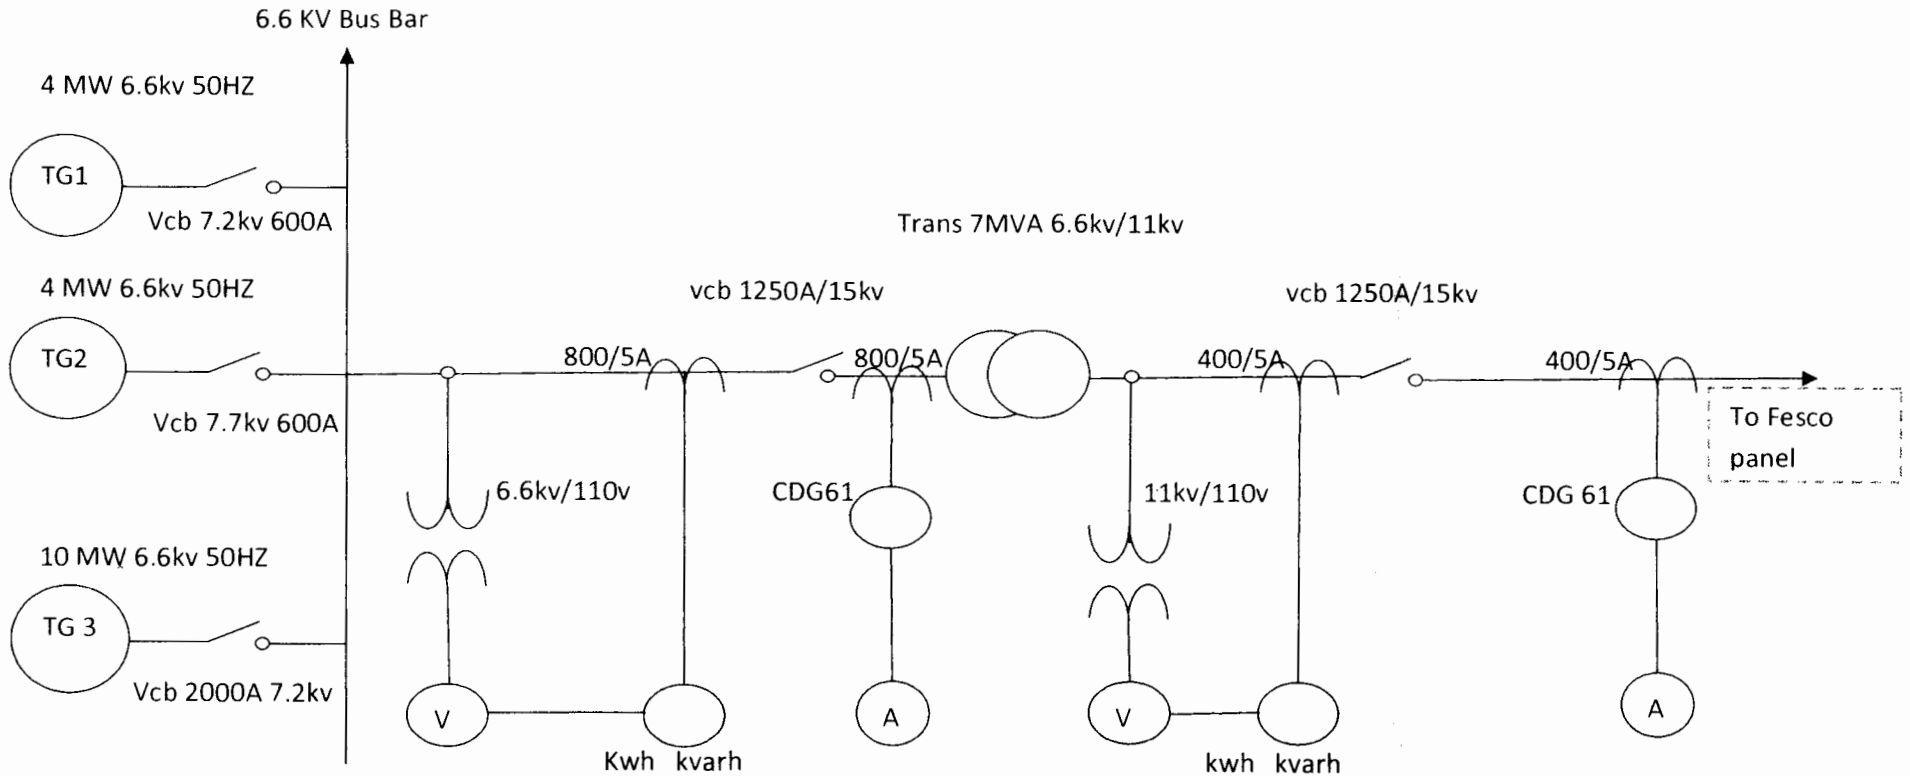 6.6 KV Bus Bar
4 MW 6.6kv 50HZ
TG1
Vcb 7.2kv 600A
Trans 7MVA 6.6kv/11kv
4 MW 6.6kv 50HZ
vcb 1250A/15kv
vcb 1250A/15kv
TG2
800/5A
800/5A
400/5A
400/5A
Vcb 7.7kv 600A
To Fesco
panel
6.6kv/110v
CDG61
11kv/110v
CDG 61
10 MW 6.6kv 50HZ
TG 3
Vcb 2000A 7.2kv
V
A
V
A
Kwh kvarh
kwh kvarh